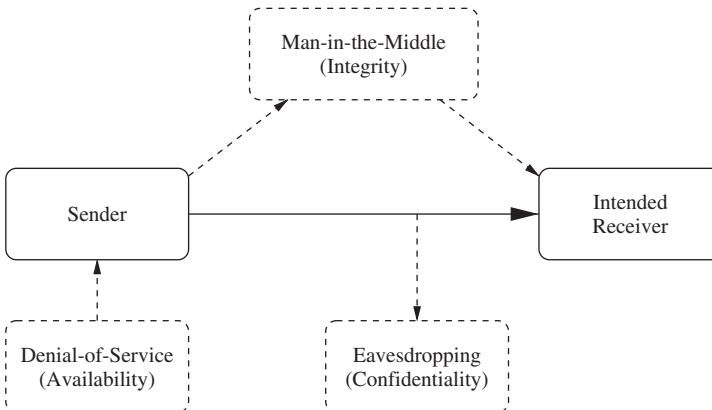 Man-in-the-Middle
(Integrity)
Sender
Intended
Receiver
Denial-of-Service
(Availability)
Eavesdropping
(Confidentiality)